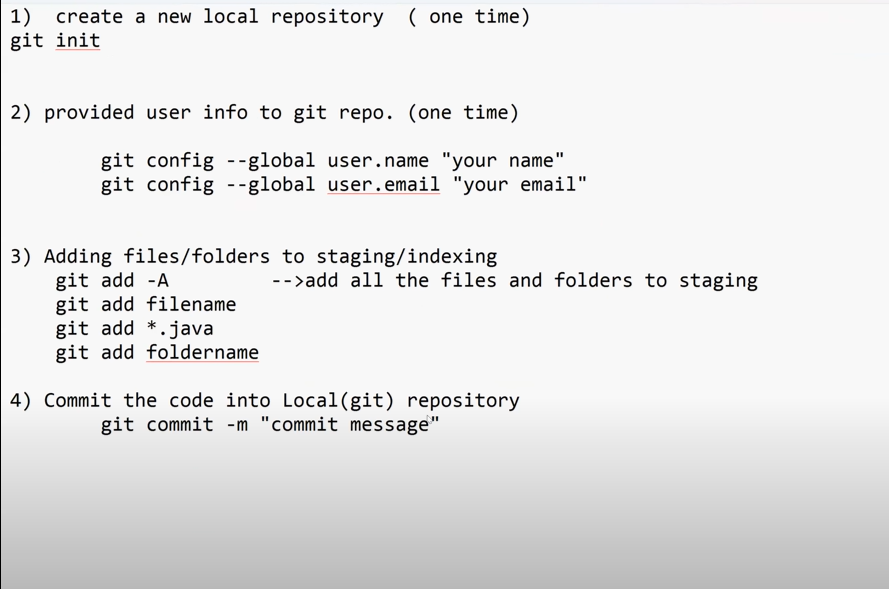 1)  create a new local repository  ( one time)
git init
2) provided user info to git repo. (one time)
git config --global user.name "your name"
git config --global user.email "your email"
3) Adding files/folders to staging/indexing
git add -A         -->add all the files and folders to staging
git add filename
git add *.java
git add foldername
4) Commit the code into Local(git) repository
git commit -m "commit message"